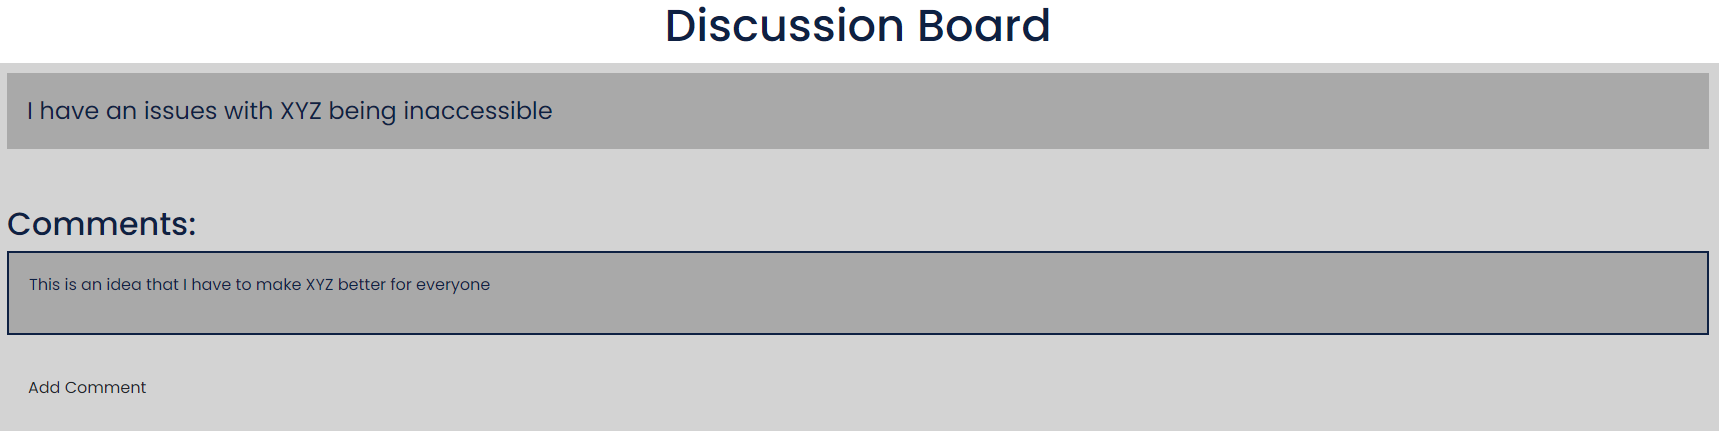 Discussion Board
I have an issues with XYZ being inaccessible
Comments:
This is an idea that I have to make XYZ better for everyone
Add Comment